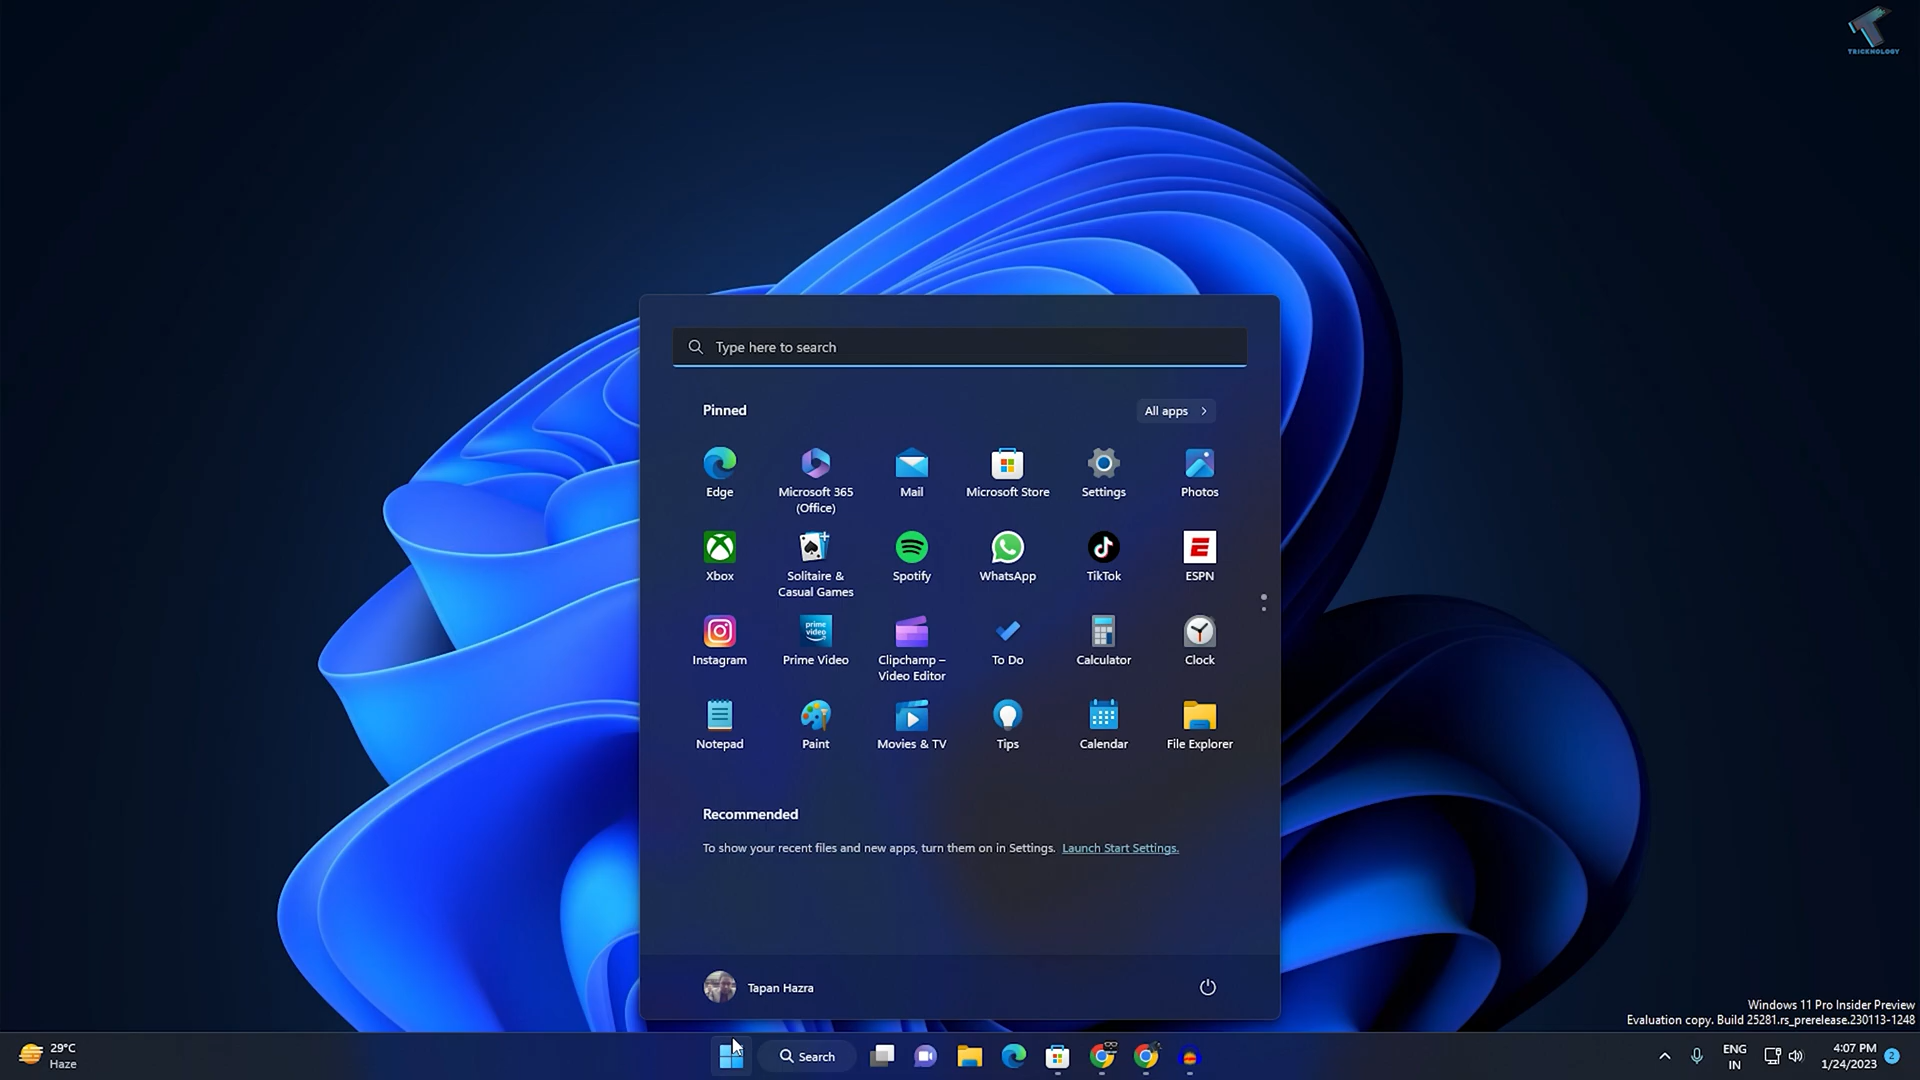 TRICKNOLOGY
Type here to search
Pinned
All apps
Edge
Microsoft 365
(Office)
Mail
Microsoft Store
Settings
Photos
Xbox
Solitaire &
Casual Games
Spotify
WhatsApp
TikTok
ESPN
Instagram
prime
video
Prime Video
Clipchamp –
Video Editor
To Do
Calculator
Clock
Notepad
Paint
Movies & TV
Tips
Calendar
File Explorer
Recommended
To show your recent files and new apps, turn them on in Settings. Launch Start Settings.
Tapan Hazra
Windows 11 Pro Insider Preview
Evaluation copy. Build 25281.rs_prerelease.230113-1248
29°C
Haze
Search
ENG
IN
4:07 PM
1/24/2023
2